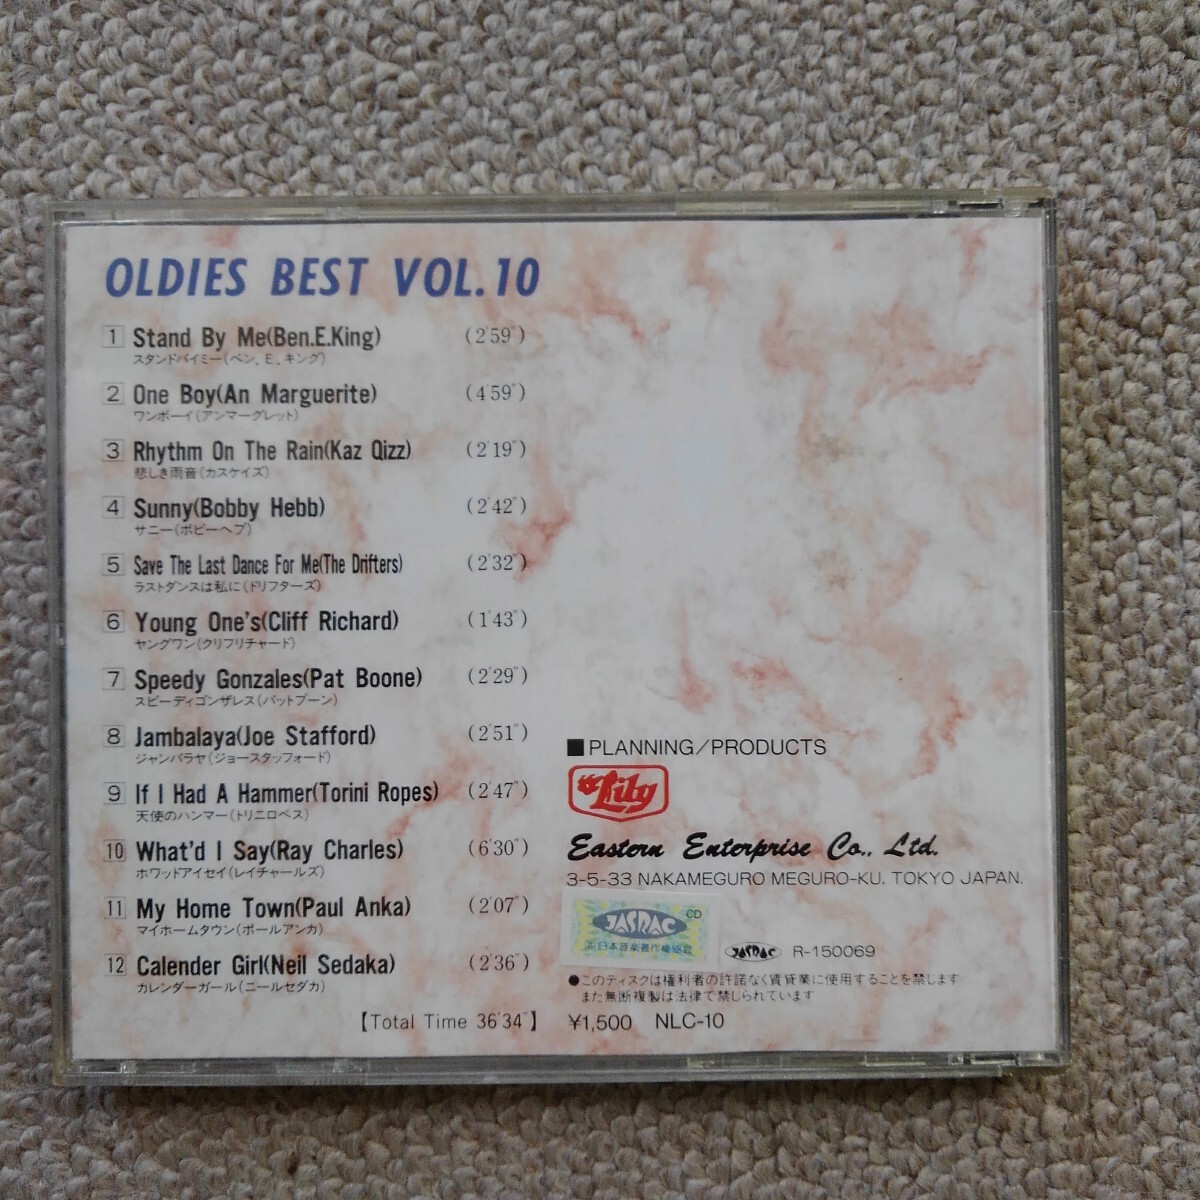 OLDIES BEST VOL.10
1 Stand By Me(Ben.E.King) (2'59")
スタンドバイミー(ベン、E、キング)
2 One Boy(An Marguerite) (4'59")
ワンボーイ(アンマーグレット)
3 Rhythm On The Rain(Kaz Qizz) (2'19")
悲しき雨音(カスケイズ)
4 Sunny(Bobby Hebb) (2'42")
サニー(ボビーヘブ)
5 Save The Last Dance For Me(The Drifters) (2'32")
ラストダンスは私に(ドリフターズ)
6 Young One's(Cliff Richard) (1'43")
ヤングワン(クリフリチャード)
7 Speedy Gonzales(Pat Boone) (2'29")
スピーディゴンザレス(パットブーン)
8 Jambalaya(Joe Stafford) (2'51")
ジャンバラヤ(ジョースタッフォード)
9 If I Had A Hammer(Torini Ropes) (2'47")
天使のハンマー(トリニロペス)
10 What'd I Say(Ray Charles) (6'30")
ホワッドアイセイ(レイチャールズ)
11 My Home Town(Paul Anka) (2'07")
マイホームタウン(ポールアンカ)
12 Calender Girl(Neil Sedaka) (2'36")
カレンダーガール(ニールセダカ)
【Total Time 36'34"】
■PLANNING/PRODUCTS
Lily
Eastern Enterprise Co., Ltd.
3-5-33 NAKAMEGURO MEGURO-KU. TOKYO JAPAN.
JASRAC CD
(社)日本音楽著作権協会
JASRAC R-150069
●このディスクは権利者の許諾なく賃貸業に使用することを禁します
また無断複製は法律で禁じられています
¥1,500 NLC-10